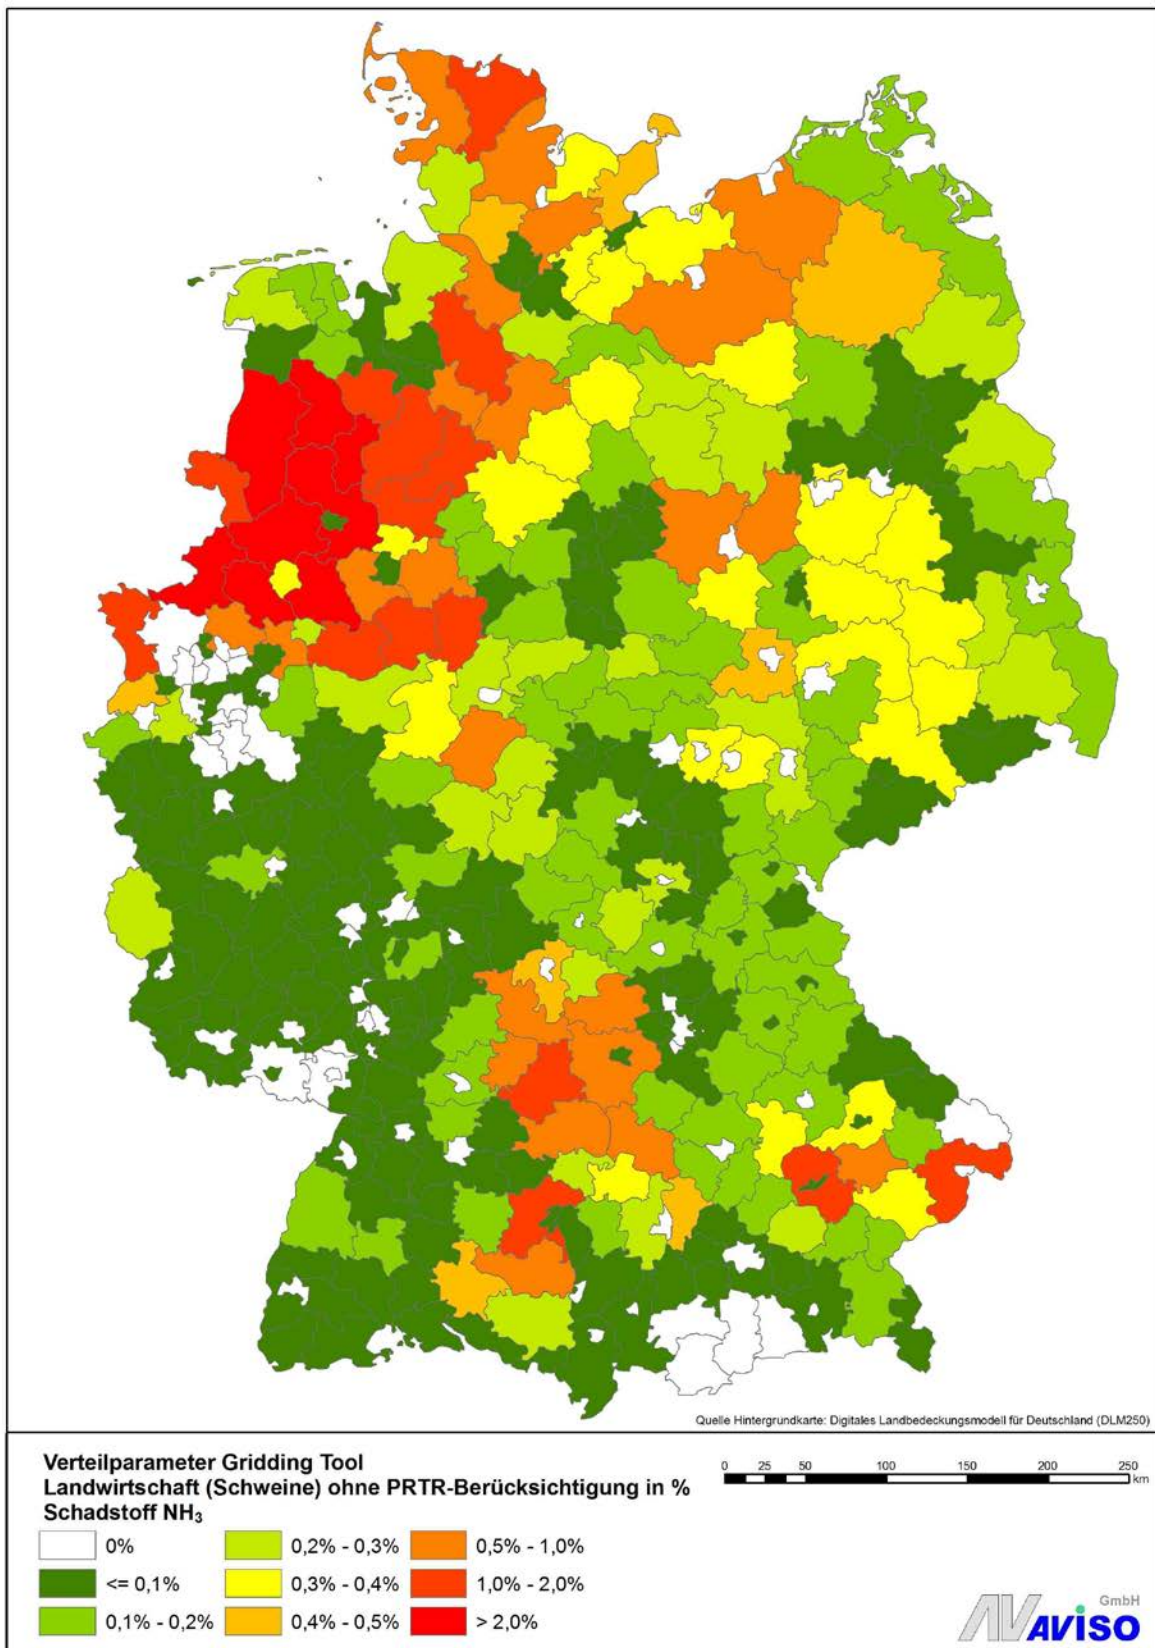 Quelle Hintergrundkarte: Digitales Landbedeckungsmodell für Deutschland (DLM250)
Verteilparameter Gridding Tool
Landwirtschaft (Schweine) ohne PRTR-Berücksichtigung in %
Schadstoff NH₃
0 25 50 100 150 200 250
km
0% 0,2% - 0,3% 0,5% - 1,0%
<= 0,1% 0,3% - 0,4% 1,0% - 2,0%
0,1% - 0,2% 0,4% - 0,5% > 2,0%
GmbH
AVISO